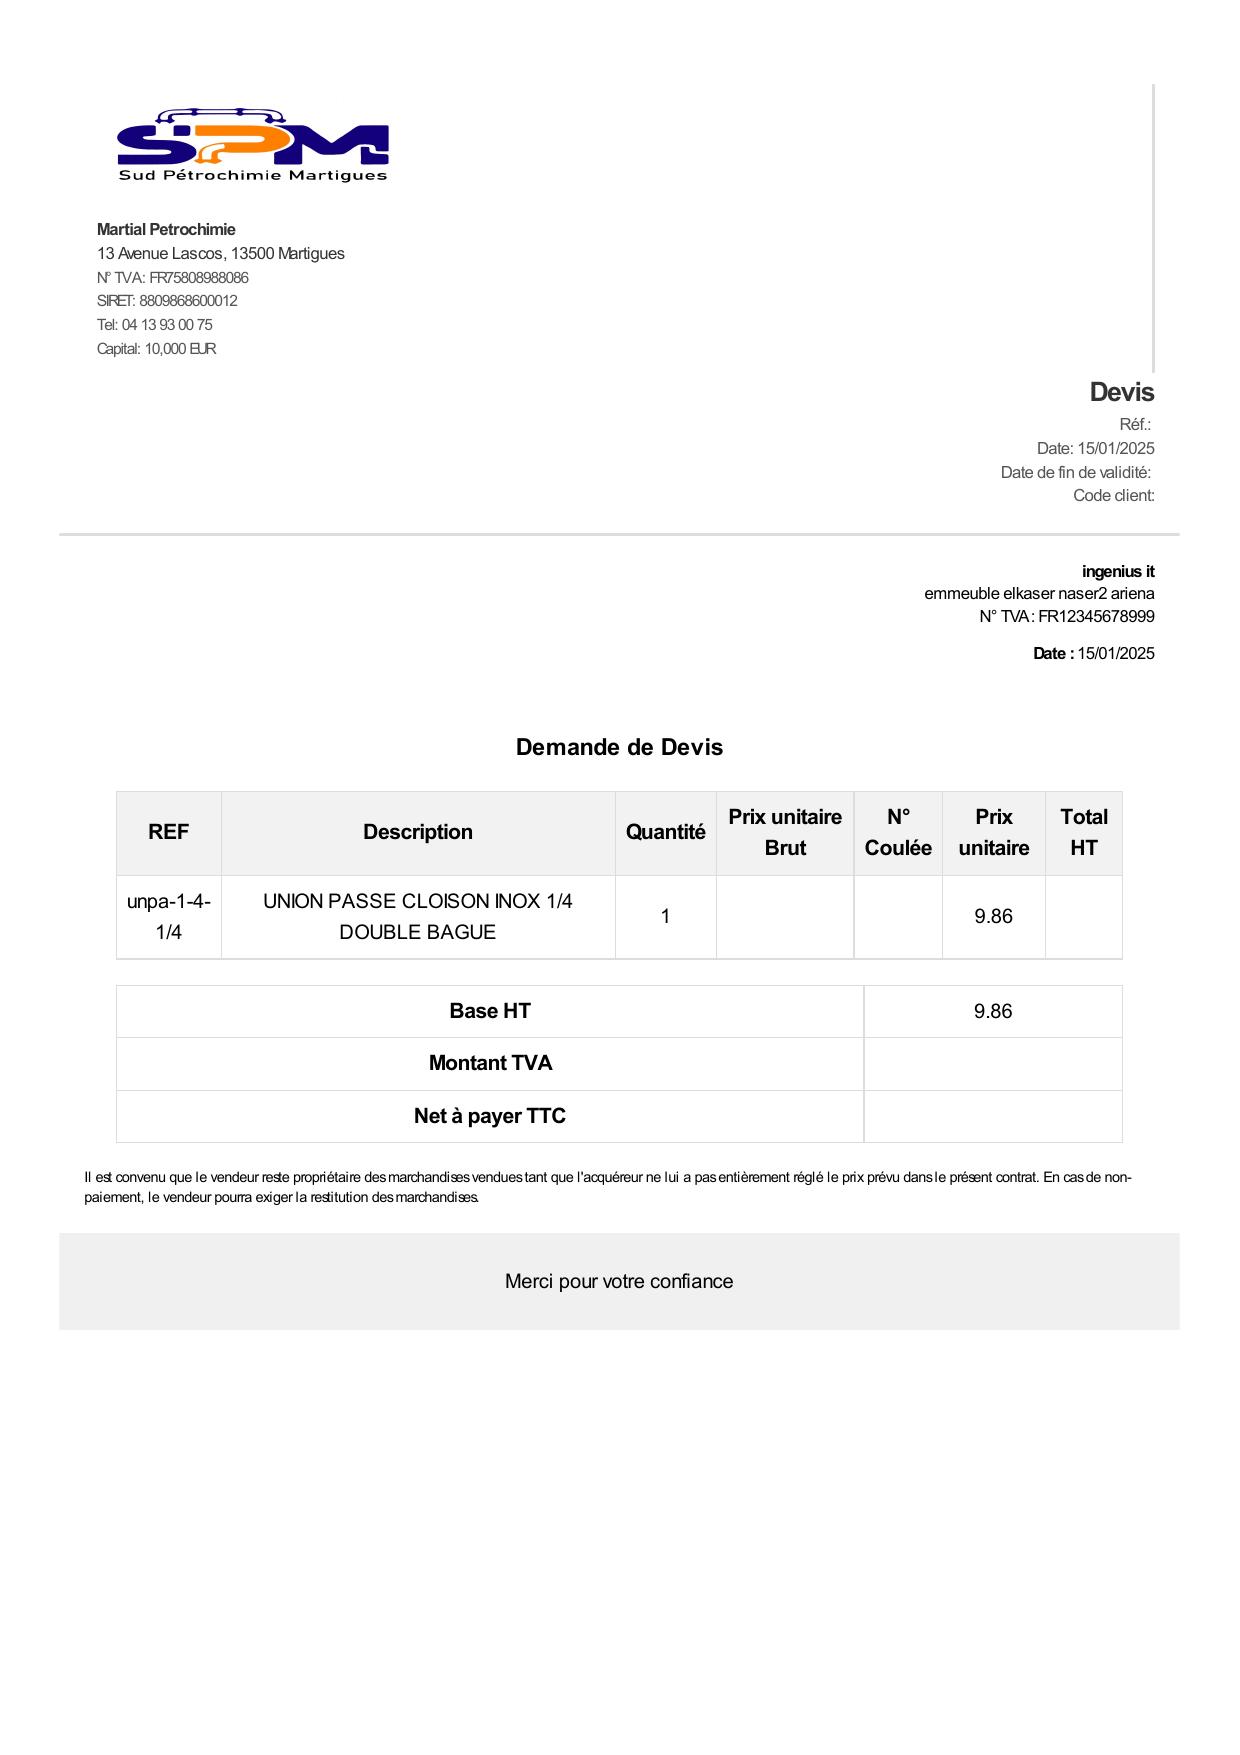 SPM
Sud Pétrochimie Martigues
Martial Petrochimie
13 Avenue Lascos, 13500 Martigues
N° TVA: FR75808988086
SIRET: 8809868600012
Tel: 04 13 93 00 75
Capital: 10,000 EUR
Devis
Réf.:
Date: 15/01/2025
Date de fin de validité:
Code client:
ingenius it
emmeuble elkaser naser2 ariena
N° TVA : FR12345678999
Date : 15/01/2025
Demande de Devis
REF Description Quantité Prix unitaire Brut N° Coulée Prix unitaire Total HT
unpa-1-4-1/4 UNION PASSE CLOISON INOX 1/4 DOUBLE BAGUE 1 9.86
Base HT 9.86
Montant TVA
Net à payer TTC
Il est convenu que le vendeur reste propriétaire des marchandises vendues tant que l'acquéreur ne lui a pas entièrement réglé le prix prévu dans le présent contrat. En cas de non-
paiement, le vendeur pourra exiger la restitution des marchandises.
Merci pour votre confiance